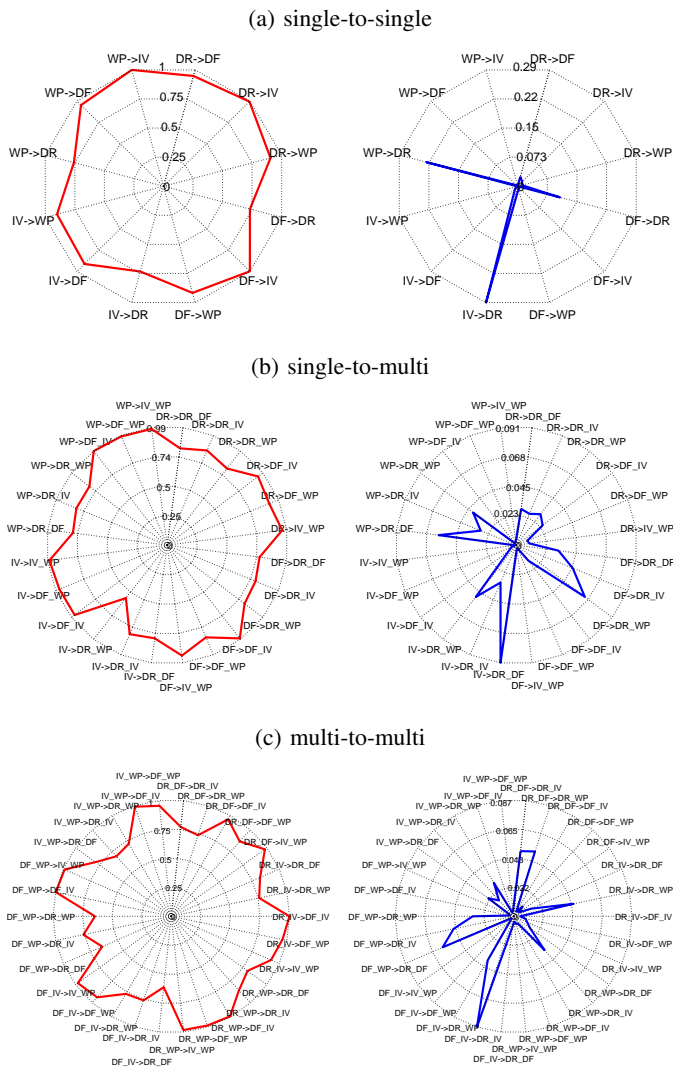 (a) single-to-single
WP->IV 1 DR->DF
WP->DF 0.75 DR->IV
0.5
WP->DR 0.25 DR->WP
0
IV->WP DF->DR
IV->DF DF->IV
IV->DR DF->WP
WP->IV 0.29 DR->DF
WP->DF 0.22 DR->IV
0.15
WP->DR 0.073 DR->WP
0
IV->WP DF->DR
IV->DF DF->IV
IV->DR DF->WP
(b) single-to-multi
WP->IV_WP DR->DR_DF
WP->DF_WP 0.99 DR->DR_IV
WP->DF_IV 0.74 DR->DR_WP
WP->DR_WP DR->DF_IV
WP->DR_IV 0.5 DR->DF_WP
WP->DR_DF 0.25 DR->IV_WP
0
IV->IV_WP DF->DR_DF
IV->DF_WP DF->DR_IV
IV->DF_IV DF->DR_WP
IV->DR_WP DF->DF_IV
IV->DR_IV DF->DF_WP
IV->DR_DF DF->IV_WP
WP->IV_WP DR->DR_DF
WP->DF_WP 0.091 DR->DR_IV
WP->DF_IV 0.068 DR->DR_WP
WP->DR_WP DR->DF_IV
WP->DR_IV 0.045 DR->DF_WP
WP->DR_DF 0.023 DR->IV_WP
0
IV->IV_WP DF->DR_DF
IV->DF_WP DF->DR_IV
IV->DF_IV DF->DR_WP
IV->DR_WP DF->DF_IV
IV->DR_IV DF->DF_WP
IV->DR_DF DF->IV_WP
(c) multi-to-multi
IV_WP->DF_WP DR_DF->DR_IV
IV_WP->DF_IV 1 DR_DF->DR_WP
IV_WP->DR_WP DR_DF->DF_IV
IV_WP->DR_IV 0.75 DR_DF->DF_WP
IV_WP->DR_DF DR_DF->IV_WP
DF_WP->IV_WP 0.5 DR_IV->DR_DF
DF_WP->DF_IV 0.25 DR_IV->DR_WP
DF_WP->DR_WP 0 DR_IV->DF_IV
DF_WP->DR_IV DR_IV->DF_WP
DF_WP->DR_DF DR_IV->IV_WP
DF_IV->IV_WP DR_WP->DR_DF
DF_IV->DF_WP DR_WP->DR_IV
DF_IV->DR_WP DR_WP->DF_IV
DR_WP->DF_WP
DR_WP->IV_WP
DF_IV->DR_DF
IV_WP->DF_WP DR_DF->DR_IV
IV_WP->DF_IV 0.087 DR_DF->DR_WP
IV_WP->DR_WP DR_DF->DF_IV
IV_WP->DR_IV 0.065 DR_DF->DF_WP
IV_WP->DR_DF DR_DF->IV_WP
DF_WP->IV_WP 0.043 DR_IV->DR_DF
DF_WP->DF_IV 0.022 DR_IV->DR_WP
DF_WP->DR_WP 0 DR_IV->DF_IV
DF_WP->DR_IV DR_IV->DF_WP
DF_WP->DR_DF DR_IV->IV_WP
DF_IV->IV_WP DR_WP->DR_DF
DF_IV->DF_WP DR_WP->DR_IV
DF_IV->DR_WP DR_WP->DF_IV
DR_WP->DF_WP
DR_WP->IV_WP
DF_IV->DR_DF